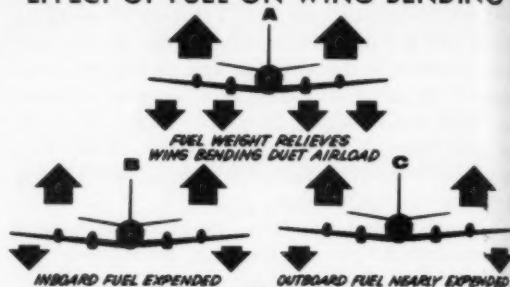 EFFECT OF FUEL ON WING BENDING
A
FUEL WEIGHT RELIEVES
WING BENDING DUET AIRLOAD
B
C
INBOARD FUEL EXPENDED
OUTBOARD FUEL NEARLY EXPENDED